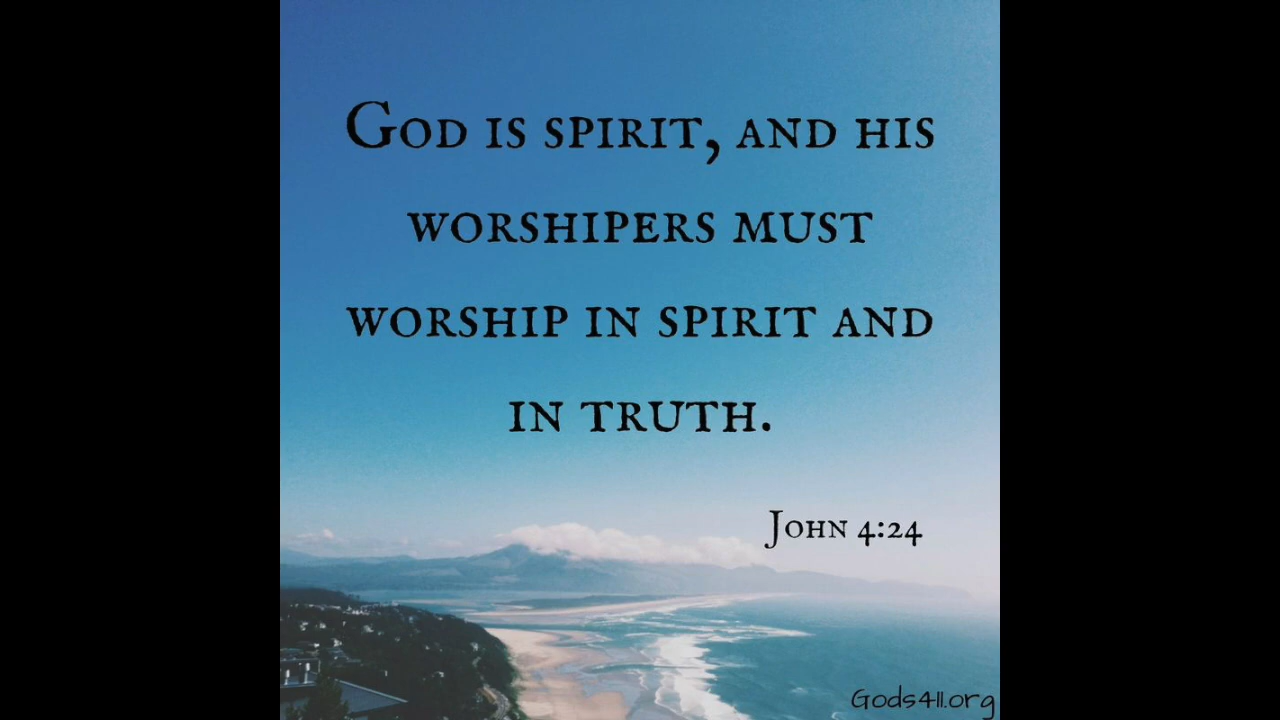 God is spirit, and his
worshipers must
worship in spirit and
in truth.
John 4:24
Gods411.org